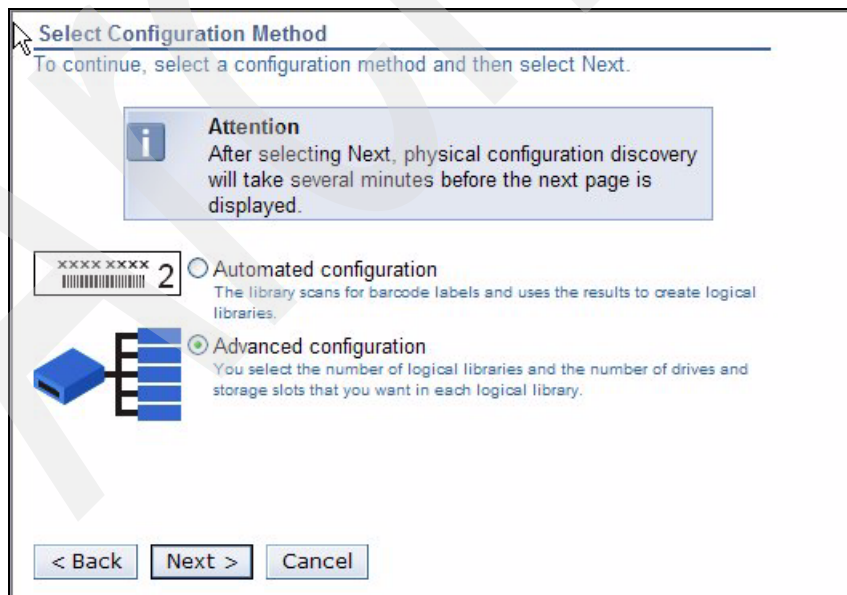 Select Configuration Method
To continue, select a configuration method and then select Next.
Attention
After selecting Next, physical configuration discovery
will take several minutes before the next page is
displayed.
xxxx xxxx 2
Automated configuration
The library scans for barcode labels and uses the results to create logical
libraries.
Advanced configuration
You select the number of logical libraries and the number of drives and
storage slots that you want in each logical library.
< Back Next > Cancel